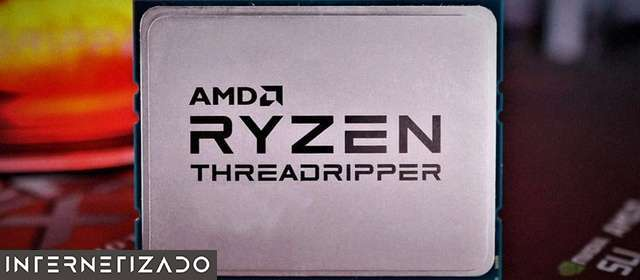 AMD
RYZEN
THREADRIPPER
INTERNETIZADO